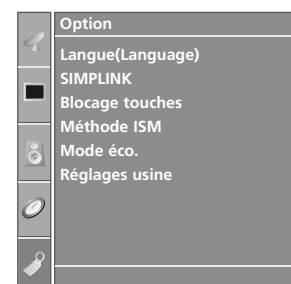 Option
Langue(Language)
SIMPLINK
Blocage touches
Méthode ISM
Mode éco.
Réglages usine